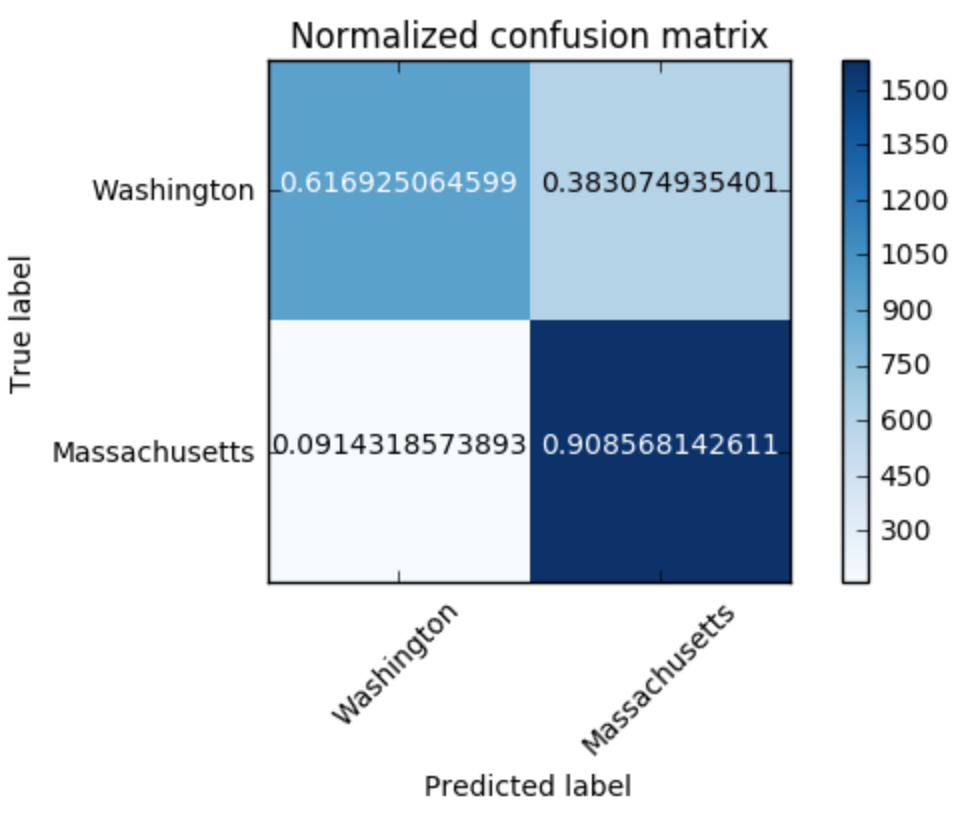 Normalized confusion matrix
True label
Washington
0.616925064599 0.383074935401
Massachusetts
0.0914318573893 0.908568142611
Washington
Massachusetts
Predicted label
1500
1350
1200
1050
900
750
600
450
300